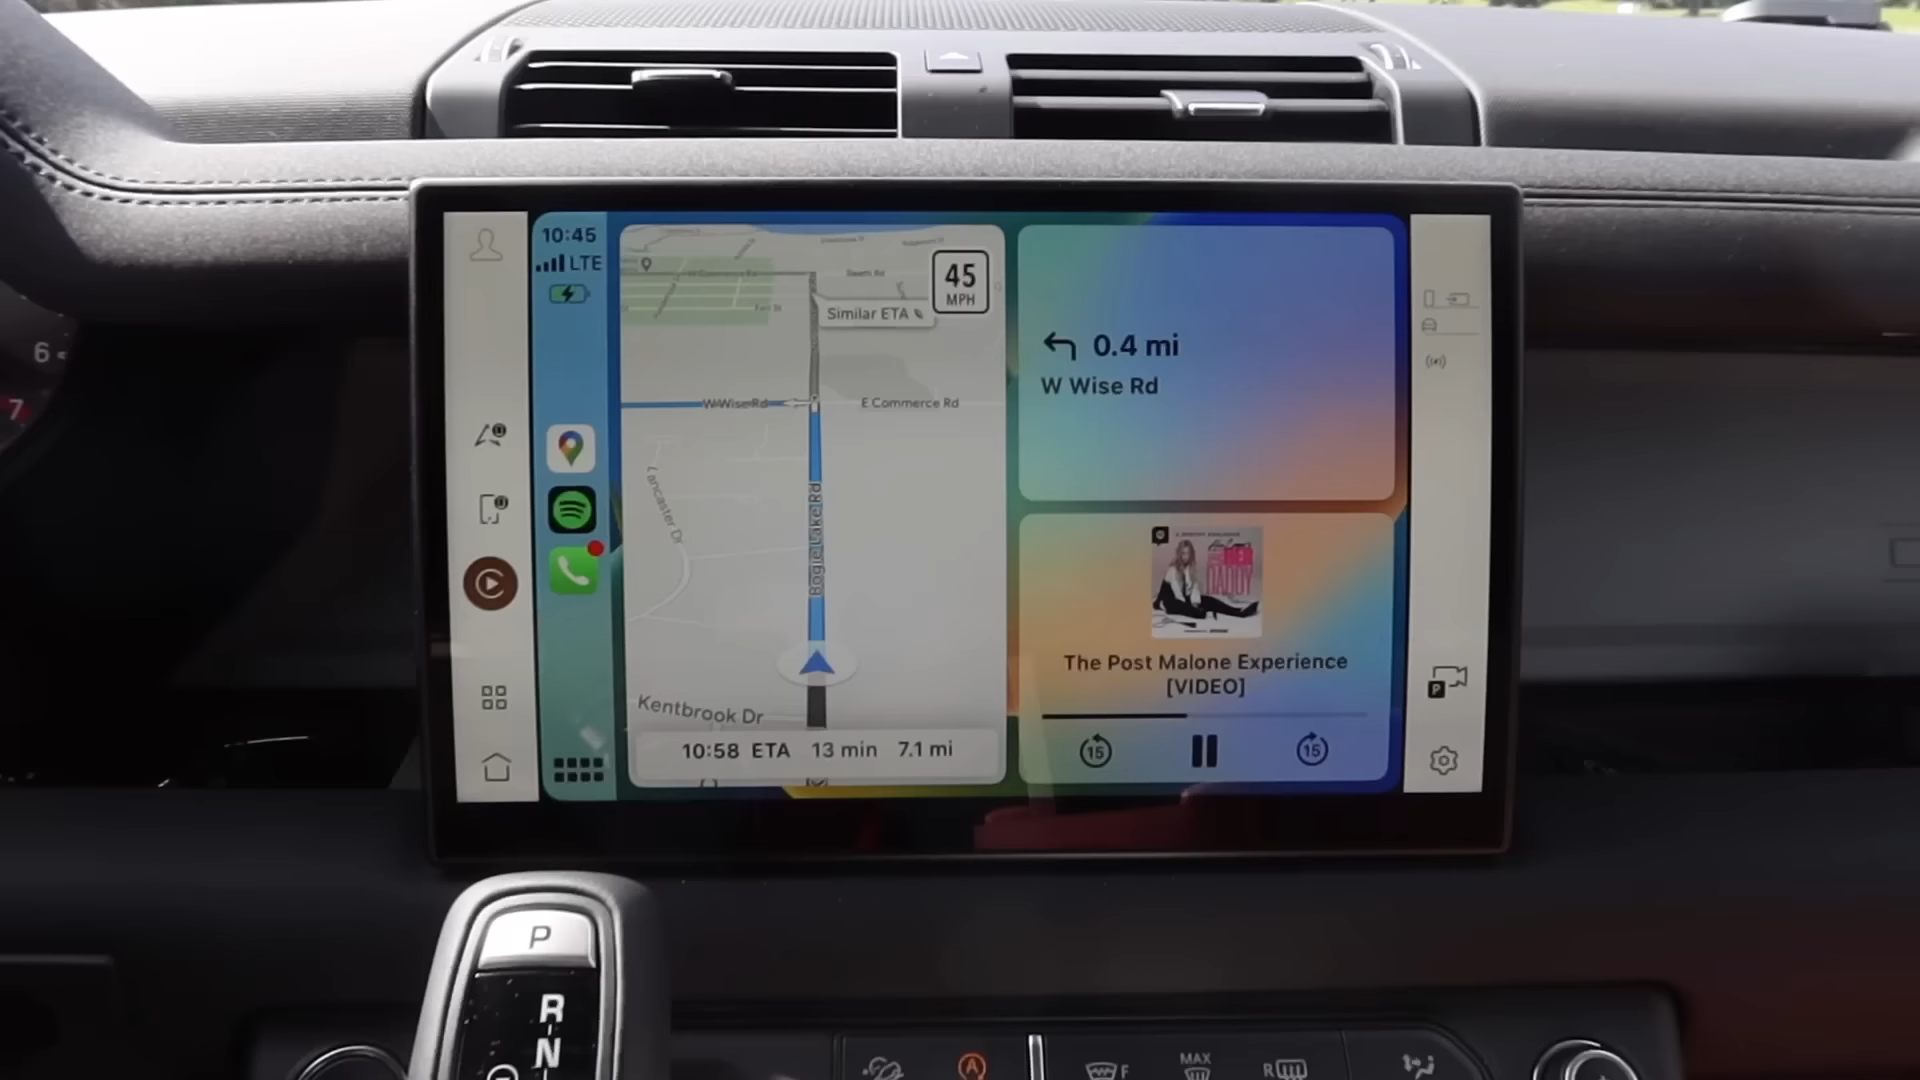 10:45
LTE
45
MPH
Similar ETA
W Wise Rd
E Commerce Rd
Lancaster Dr
Bogie Lake Rd
Kentbrook Dr
10:58 ETA 13 min 7.1 mi
0.4 mi
W Wise Rd
DADDY
The Post Malone Experience
[VIDEO]
15
15
P
6
7
P
R
N
A
F
MAX
R